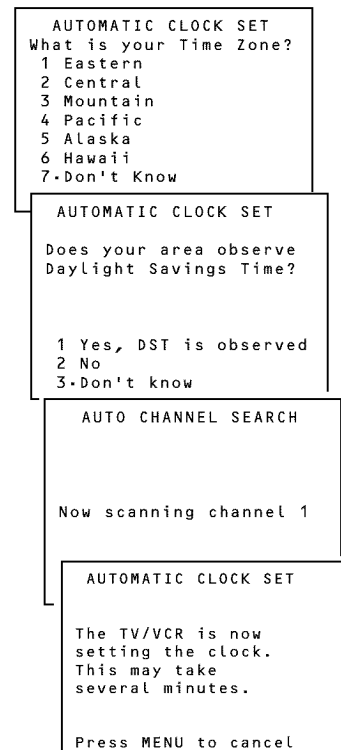 AUTOMATIC CLOCK SET
What is your Time Zone?
1 Eastern
2 Central
3 Mountain
4 Pacific
5 Alaska
6 Hawaii
7·Don't Know
AUTOMATIC CLOCK SET
Does your area observe
Daylight Savings Time?
1 Yes, DST is observed
2 No
3·Don't know
AUTO CHANNEL SEARCH
Now scanning channel 1
AUTOMATIC CLOCK SET
The TV/VCR is now
setting the clock.
This may take
several minutes.
Press MENU to cancel